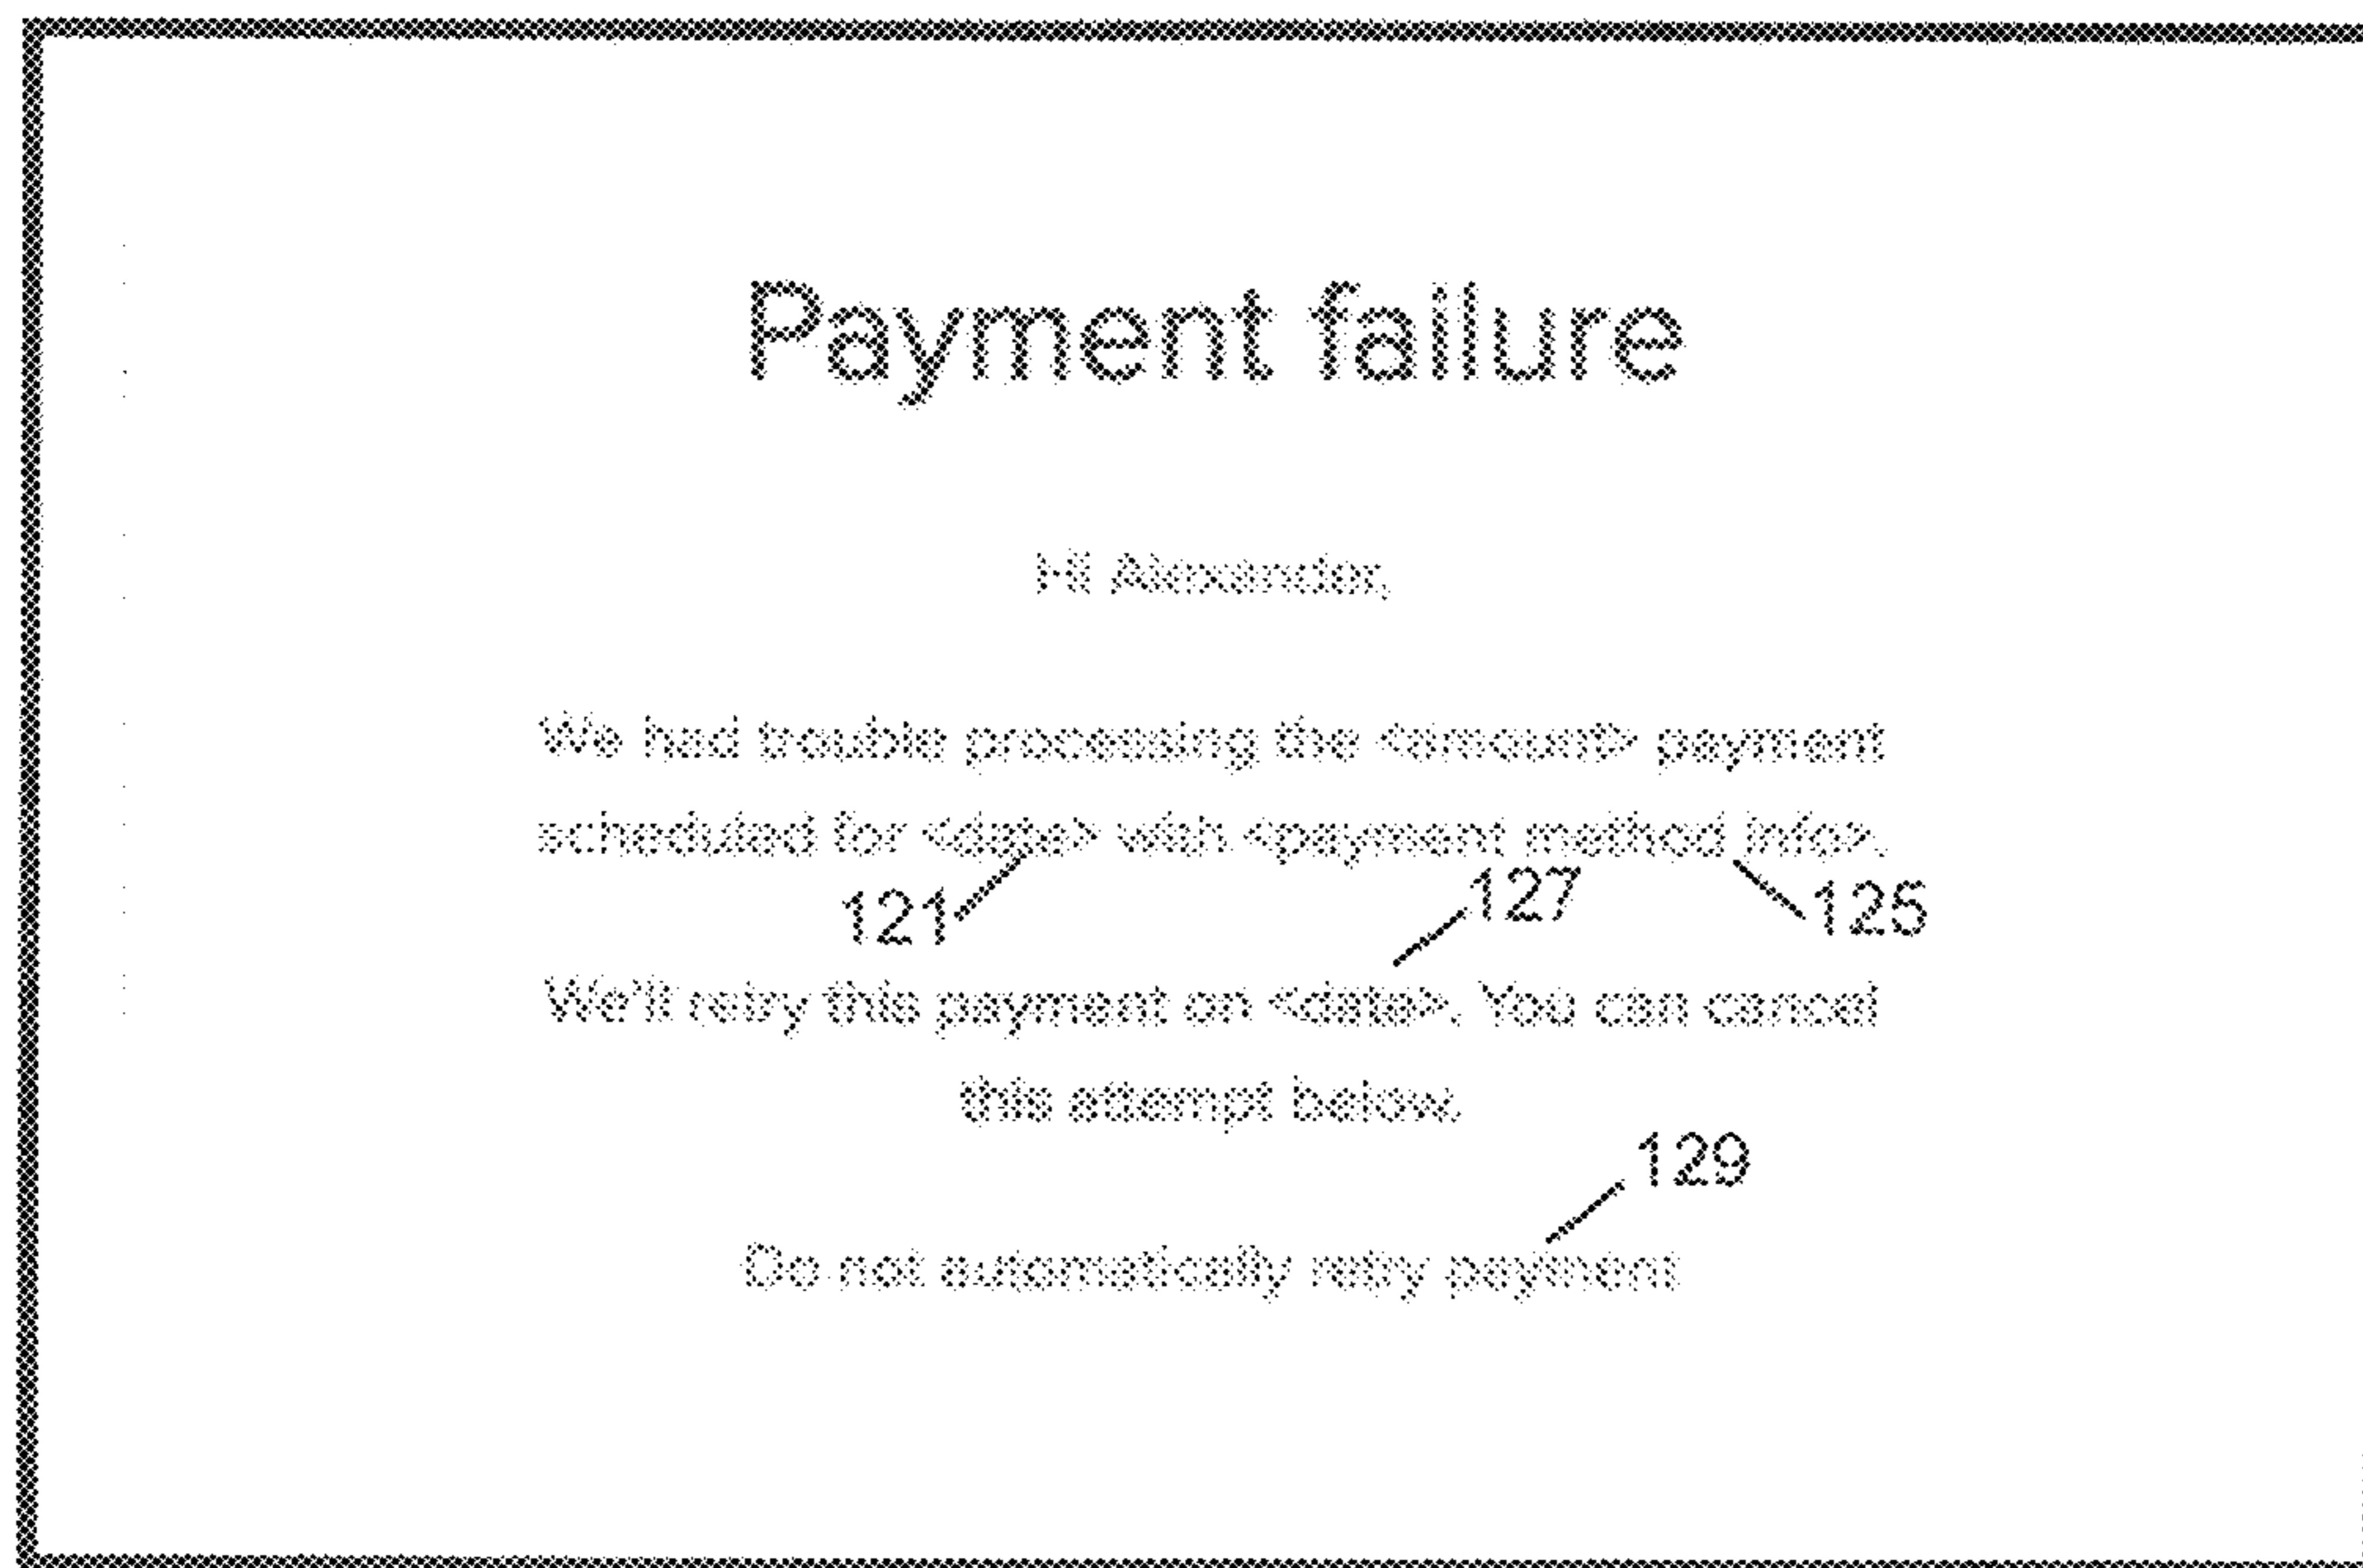 Payment failure
Hi Alexander,
We had trouble processing the <amount> payment
scheduled for <date> with <payment method info>.
121 127 125
We'll retry this payment on <date>. You can cancel
this attempt below.
129
Do not automatically retry payment